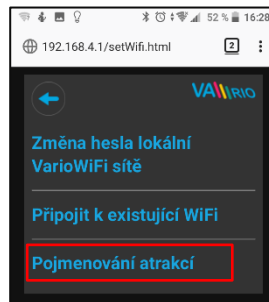 52 % 16:28
192.168.4.1/setWifi.html 2
VARIO
Změna hesla lokální
VarioWiFi sítě
Připojit k existující WiFi
Pojmenování atrakcí